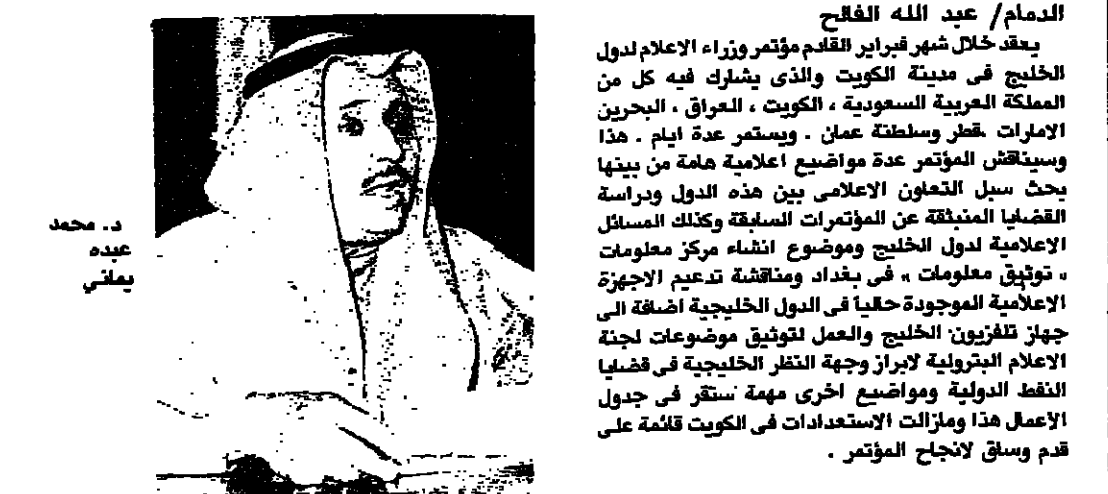 الدمام/ عبد الله الفالح
يعقد خلال شهر فبراير القادم مؤتمر وزراء الاعلام لدول
الخليج فى مدينة الكويت والذى يشارك فيه كل من
المملكة العربية السعودية ، الكويت ، العراق ، البحرين
الامارات ،قطر وسلطنة عمان . ويستمر عدة ايام . هذا
وسيناقش المؤتمر عدة مواضيع اعلامية هامة من بينها
بحث سبل التعاون الاعلامى بين هذه الدول ودراسة
القضايا المنبثقة عن المؤتمرات السابقة وكذلك المسائل
الاعلامية لدول الخليج وموضوع انشاء مركز معلومات
« توثيق معلومات » فى بغداد ومناقشة تدعيم الاجهزة
الإعلامية الموجودة حالياً فى الدول الخليجية اضافة الى
جهاز تلفزيون الخليج والعمل لتوثيق موضوعات لجنة
الاعلام البترولية لابراز وجهة النظر الخليجية فى قضايا
النفط الدولية ومواضيع اخرى مهمة ستقر فى جدول
الاعمال هذا ومازالت الاستعدادات فى الكويت قائمة على
قدم وساق لانجاح المؤتمر .
د. محمد
عبده
يماني